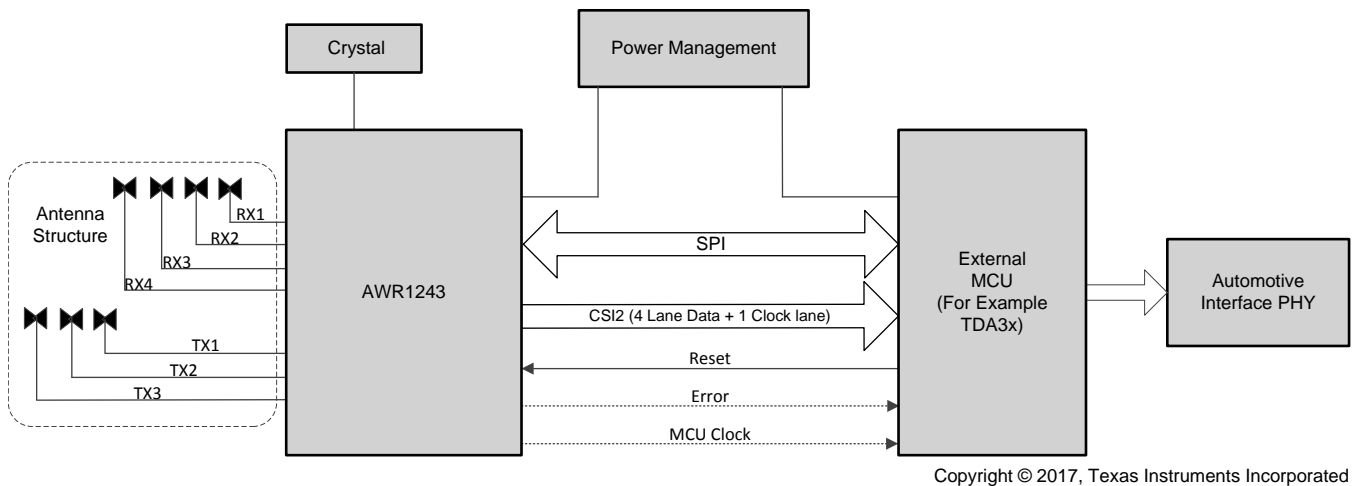 Crystal
Power Management
Antenna
Structure
RX1
RX2
RX3
RX4
TX1
TX2
TX3
AWR1243
SPI
CSI2 (4 Lane Data + 1 Clock lane)
Reset
Error
MCU Clock
External
MCU
(For Example
TDA3x)
Automotive
Interface PHY
Copyright © 2017, Texas Instruments Incorporated